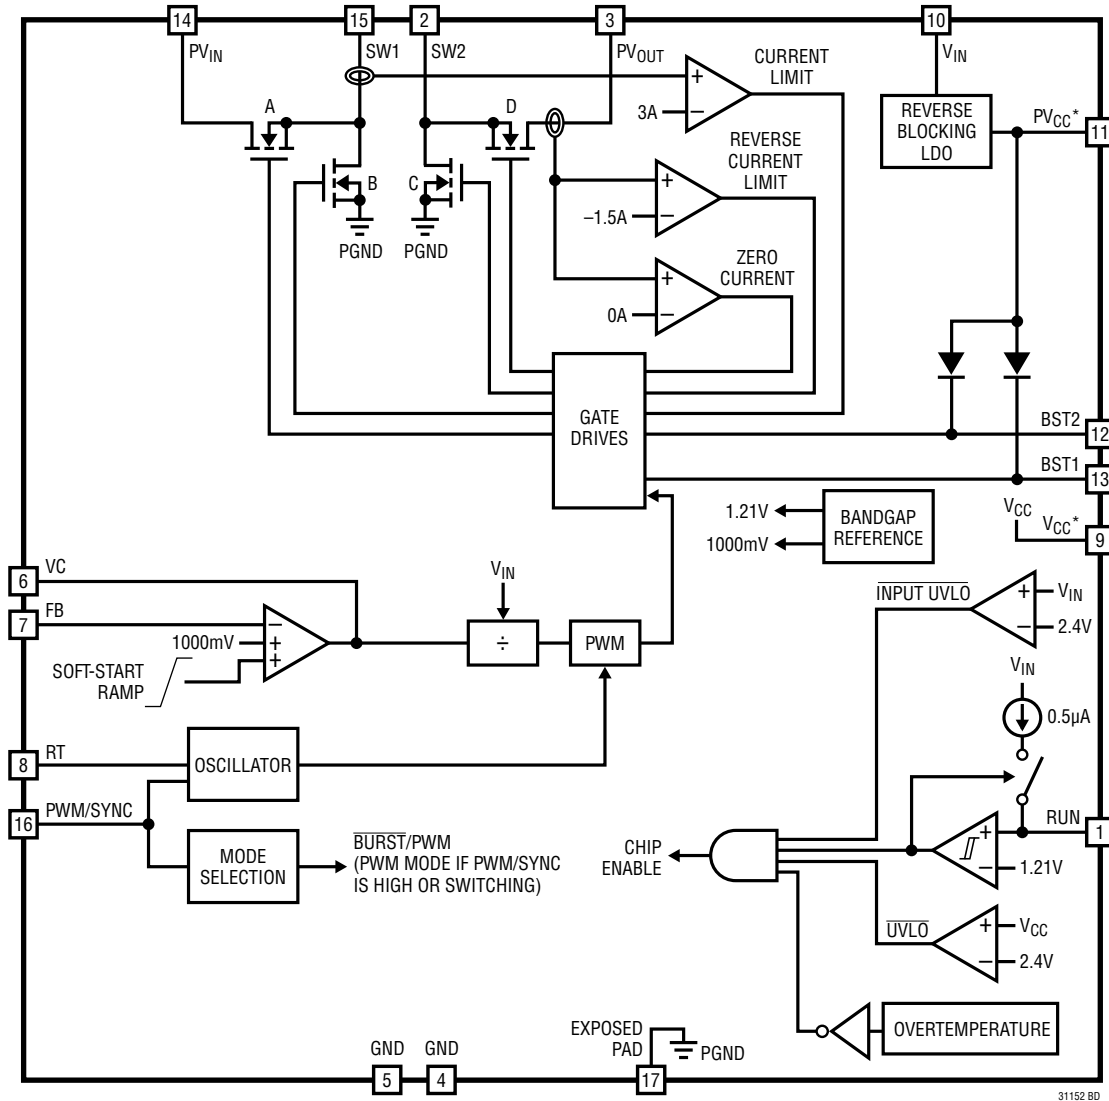 14
15
2
3
10
PVIN
SW1
SW2
PVOUT
VIN
CURRENT
LIMIT
A
D
+
3A
–
REVERSE
BLOCKING
LDO
PVCC*
11
REVERSE
CURRENT
LIMIT
B
C
+
–1.5A
–
PGND
PGND
ZERO
CURRENT
+
0A
–
GATE
DRIVES
BST2
12
BST1
13
1.21V
1000mV
BANDGAP
REFERENCE
VCC
VCC*
9
6
VC
7
FB
VIN
1000mV
–
+
+
÷
PWM
SOFT-START
RAMP
INPUT UVLO
+
–
VIN
2.4V
VIN
0.5µA
8
RT
OSCILLATOR
16
PWM/SYNC
MODE
SELECTION
BURST/PWM
(PWM MODE IF PWM/SYNC
IS HIGH OR SWITCHING)
CHIP
ENABLE
RUN
1
+
–
1.21V
UVLO
+
–
VCC
2.4V
OVERTEMPERATURE
EXPOSED
PAD
PGND
GND
GND
5
4
17
31152 BD